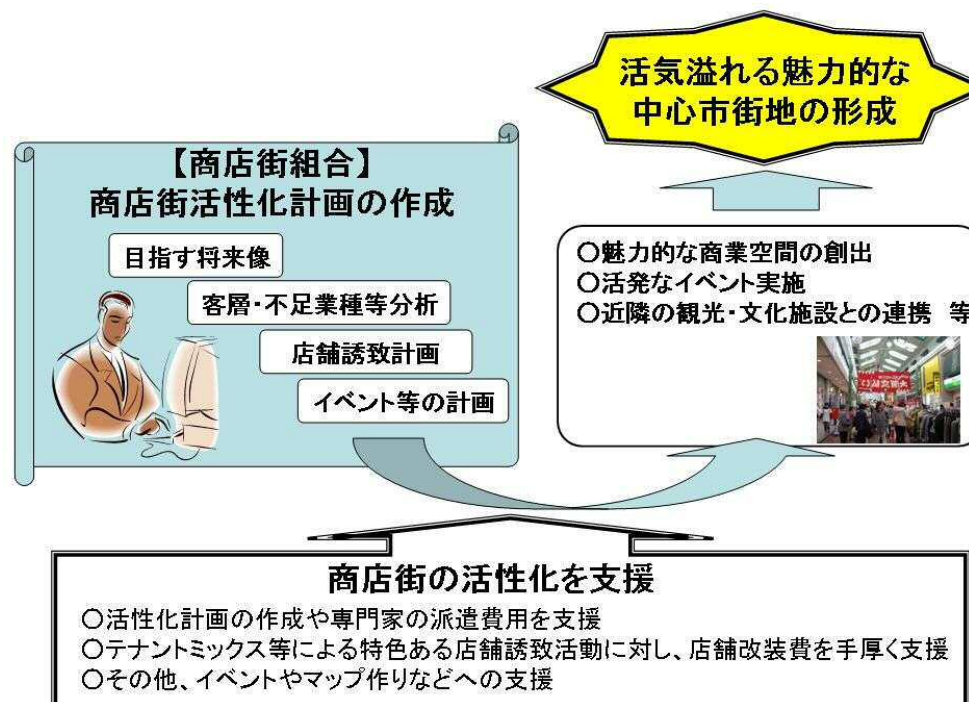 活気溢れる魅力的な
中心市街地の形成
【商店街組合】
商店街活性化計画の作成
目指す将来像
客層・不足業種等分析
店舗誘致計画
イベント等の計画
○魅力的な商業空間の創出
○活発なイベント実施
○近隣の観光・文化施設との連携 等
商店街の活性化を支援
○活性化計画の作成や専門家の派遣費用を支援
○テナントミックス等による特色ある店舗誘致活動に対し、店舗改装費を手厚く支援
○その他、イベントやマップ作りなどへの支援